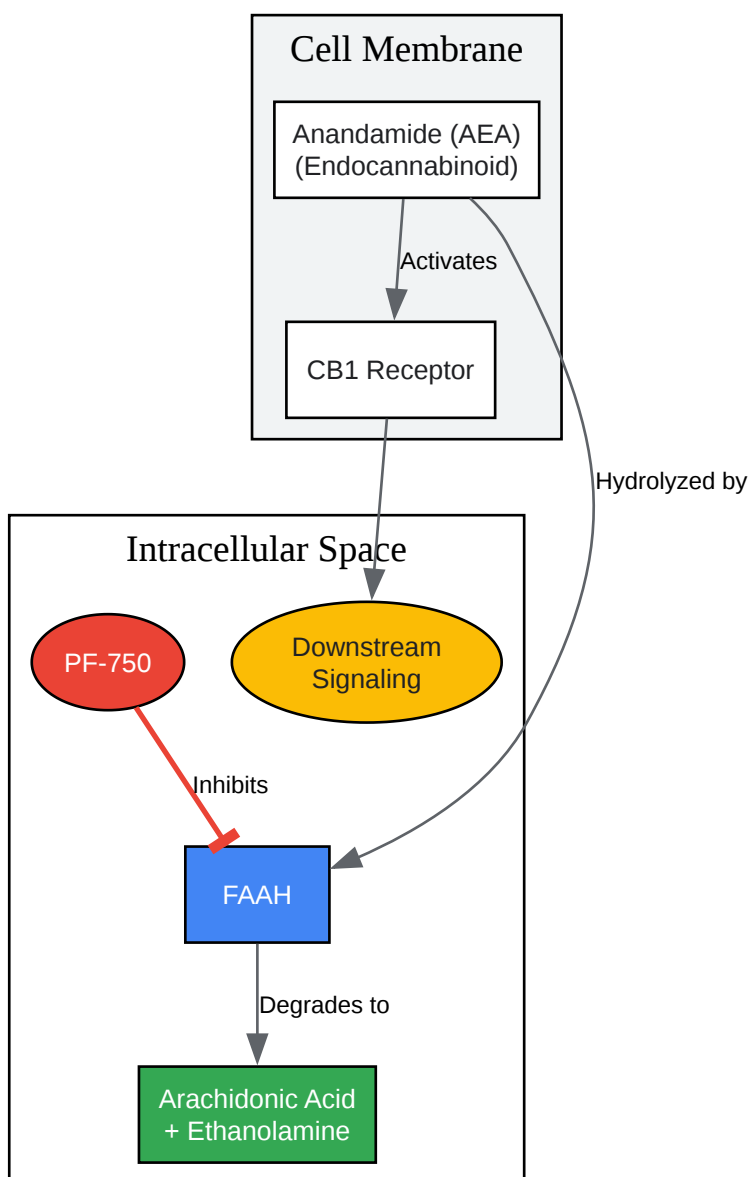 Cell Membrane
Anandamide (AEA)
(Endocannabinoid)
Activates
CB1 Receptor
Hydrolyzed by
Intracellular Space
PF-750
Downstream
Signaling
Inhibits
FAAH
Degrades to
Arachidonic Acid
+ Ethanolamine